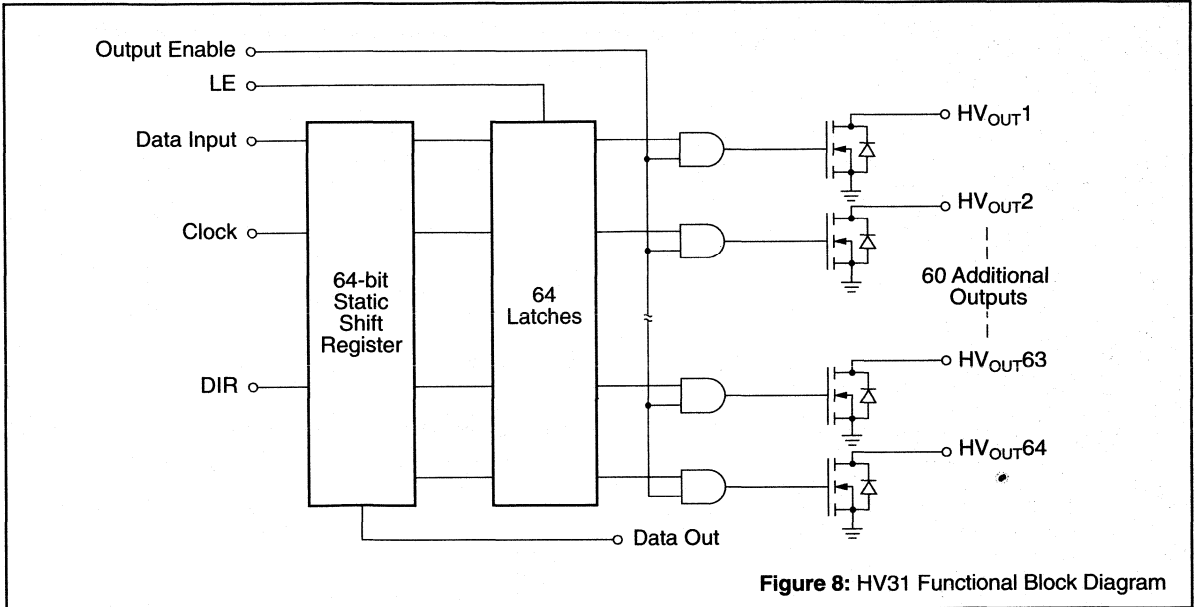 Output Enable
LE
Data Input
Clock
DIR
64-bit
Static
Shift
Register
64
Latches
HVOUT1
HVOUT2
60 Additional
Outputs
HVOUT63
HVOUT64
Data Out
Figure 8: HV31 Functional Block Diagram